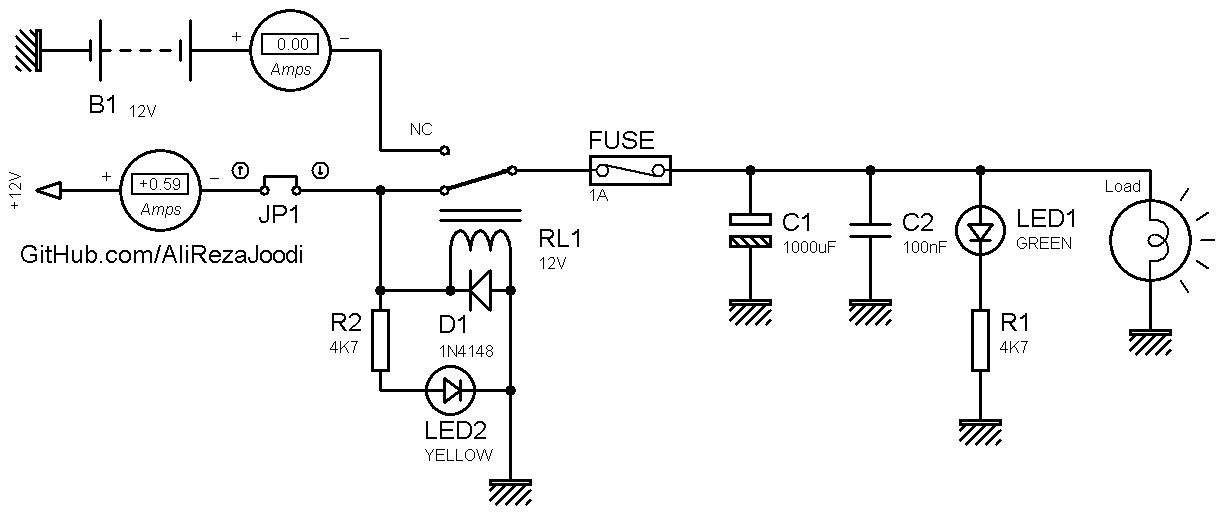 + 0.00 −
Amps
B1 12V
NC
FUSE
1A
+12V
+ +0.59 −
Amps
JP1
GitHub.com/AliRezaJoodi
RL1
12V
C1
1000uF
C2
100nF
LED1
GREEN
Load
R2
4K7
D1
1N4148
R1
4K7
LED2
YELLOW